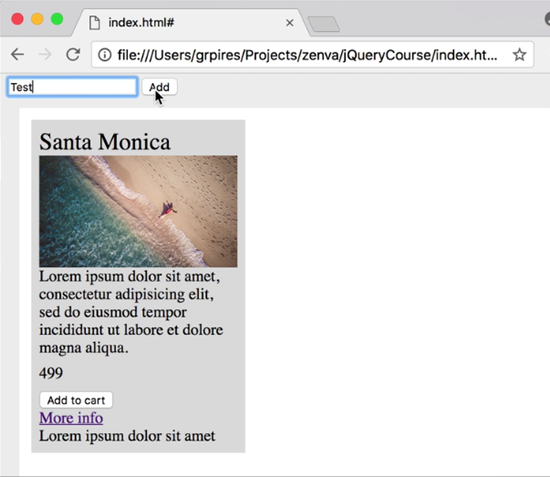 index.html#
file:///Users/grpires/Projects/zenva/jQueryCourse/index.ht...
Test
Add
Santa Monica
Lorem ipsum dolor sit amet,
consectetur adipisicing elit,
sed do eiusmod tempor
incididunt ut labore et dolore
magna aliqua.
499
Add to cart
More info
Lorem ipsum dolor sit amet